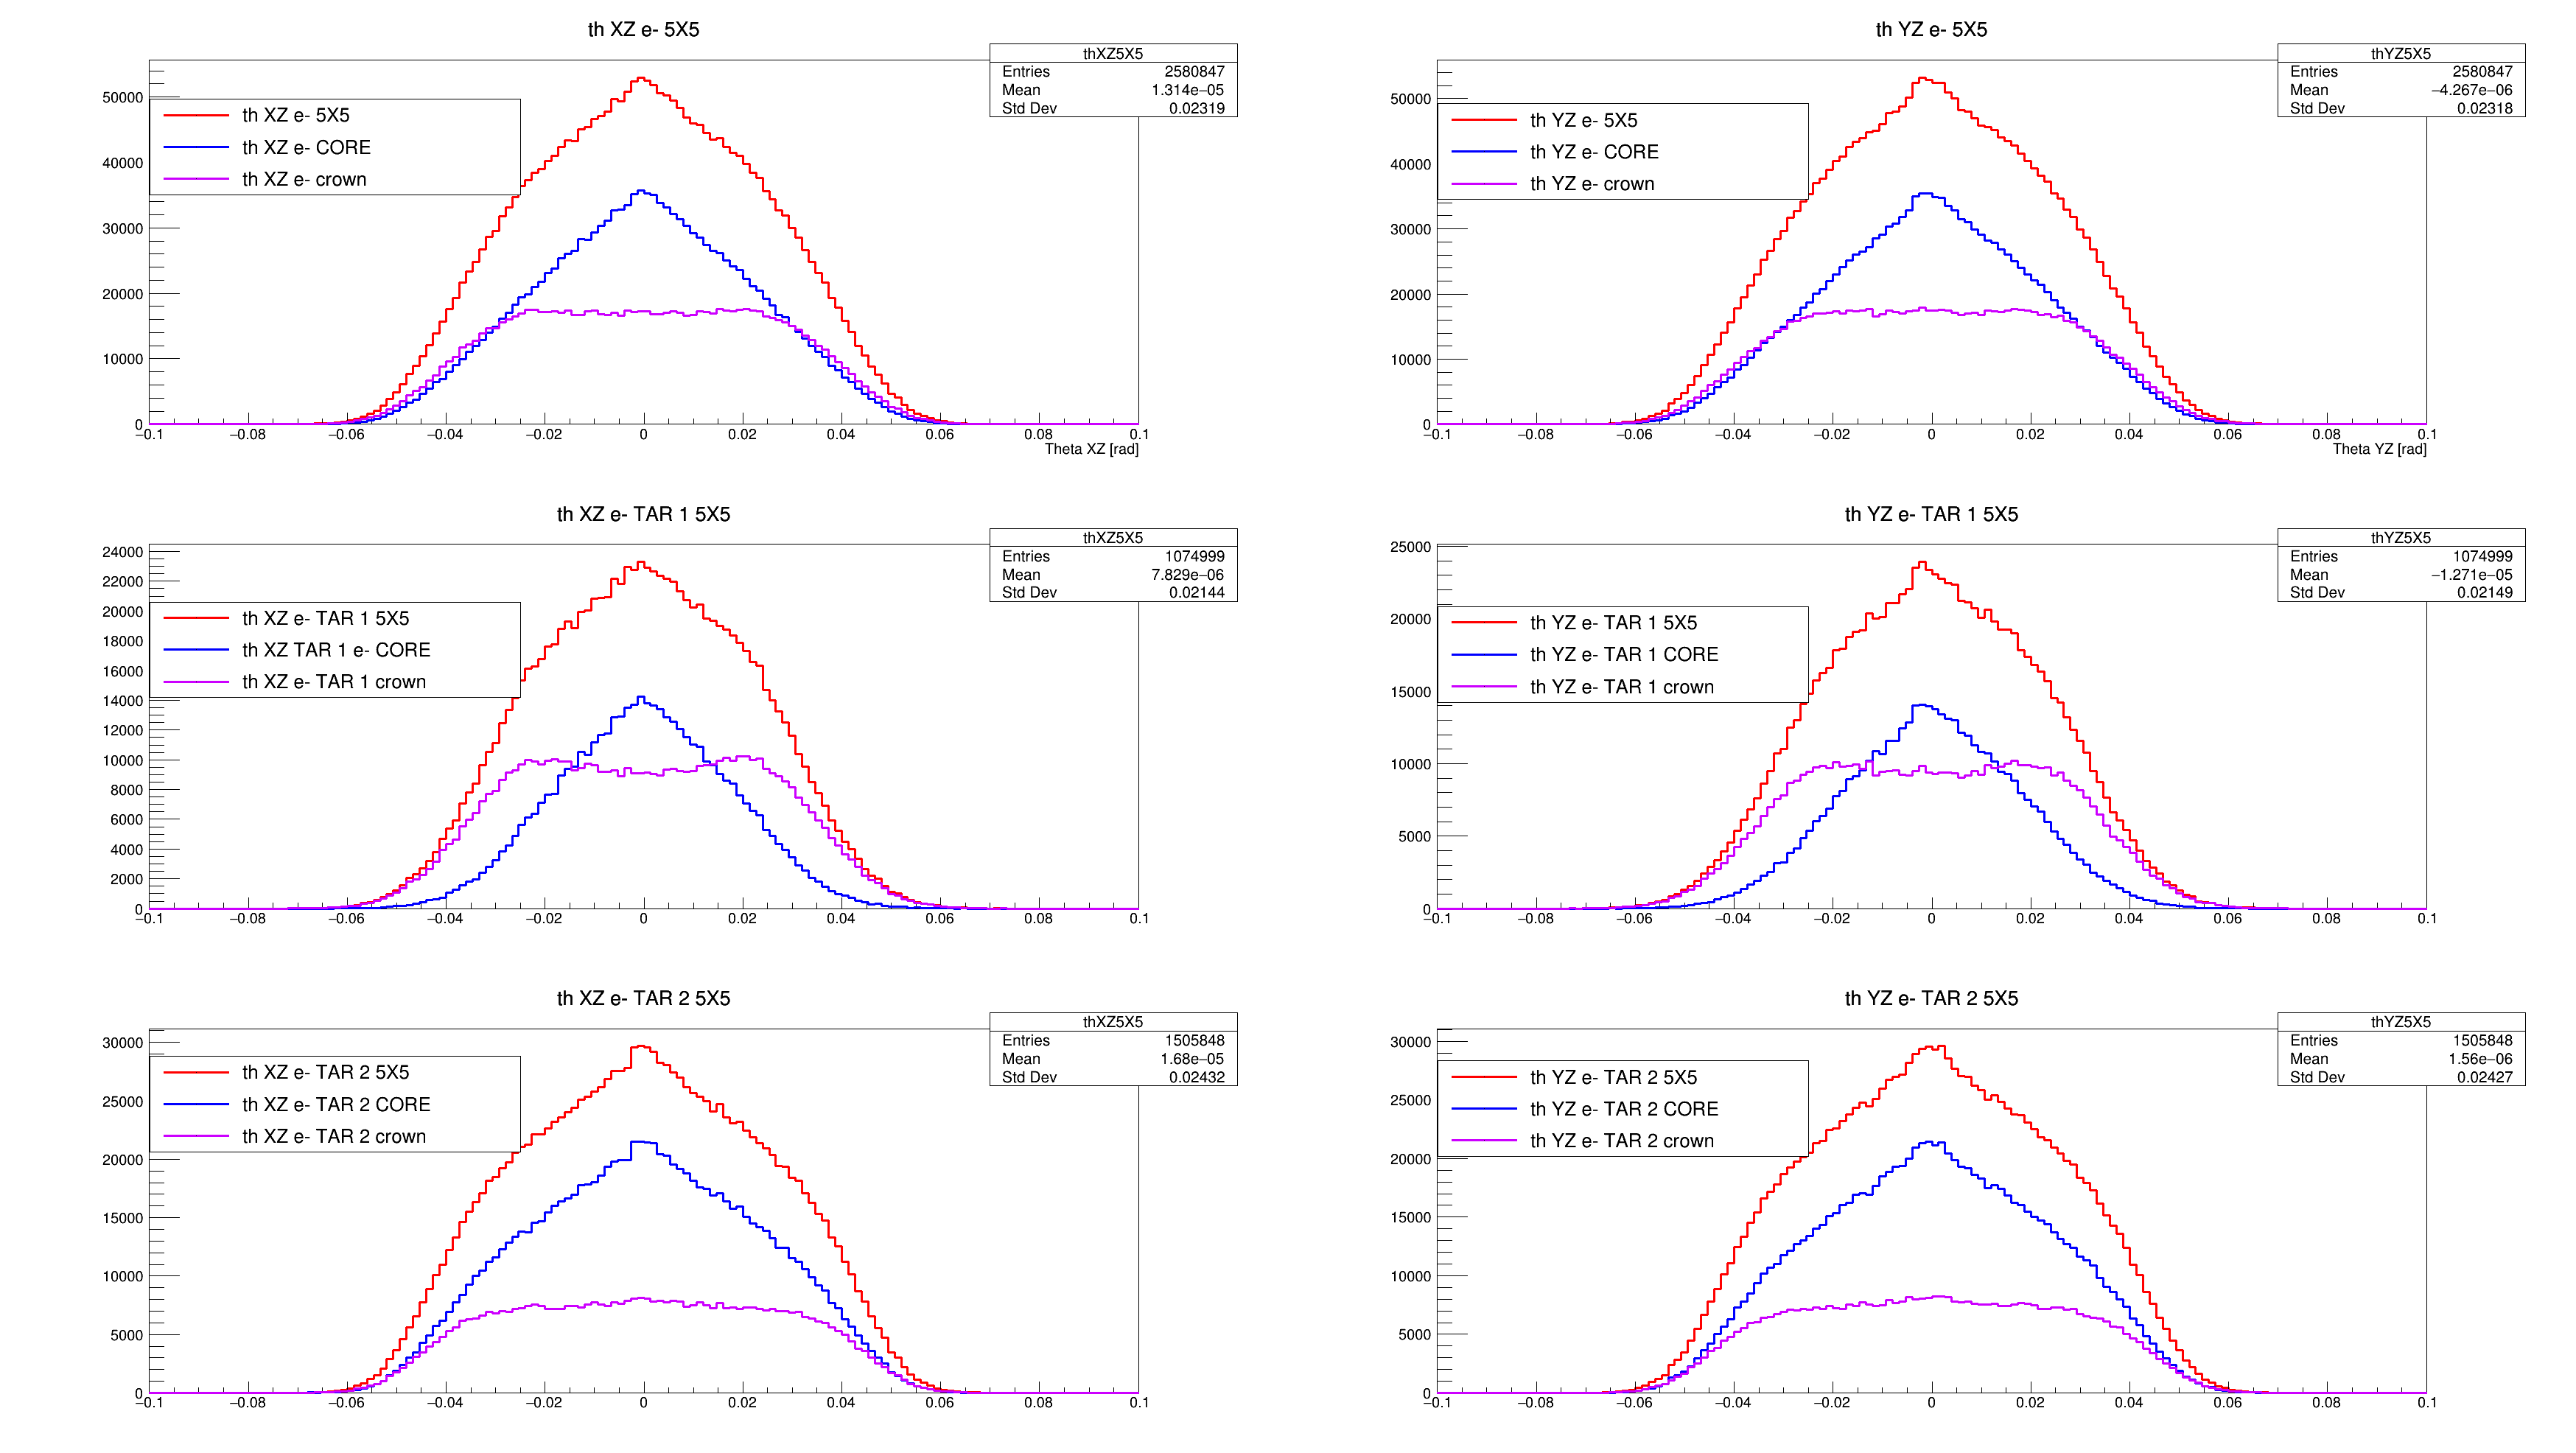 th XZ e- 5X5
thXZ5X5
Entries 2580847
Mean 1.314e−05
Std Dev 0.02319
th XZ e- 5X5
th XZ e- CORE
th XZ e- crown
50000
40000
30000
20000
10000
0
−0.1 −0.08 −0.06 −0.04 −0.02 0 0.02 0.04 0.06 0.08 0.1
Theta XZ [rad]
th YZ e- 5X5
thYZ5X5
Entries 2580847
Mean −4.267e−06
Std Dev 0.02318
th YZ e- 5X5
th YZ e- CORE
th YZ e- crown
50000
40000
30000
20000
10000
0
−0.1 −0.08 −0.06 −0.04 −0.02 0 0.02 0.04 0.06 0.08 0.1
Theta YZ [rad]
th XZ e- TAR 1 5X5
thXZ5X5
Entries 1074999
Mean 7.829e−06
Std Dev 0.02144
th XZ e- TAR 1 5X5
th XZ TAR 1 e- CORE
th XZ e- TAR 1 crown
24000
22000
20000
18000
16000
14000
12000
10000
8000
6000
4000
2000
0
−0.1 −0.08 −0.06 −0.04 −0.02 0 0.02 0.04 0.06 0.08 0.1
th YZ e- TAR 1 5X5
thYZ5X5
Entries 1074999
Mean −1.271e−05
Std Dev 0.02149
th YZ e- TAR 1 5X5
th YZ e- TAR 1 CORE
th YZ e- TAR 1 crown
25000
20000
15000
10000
5000
0
−0.1 −0.08 −0.06 −0.04 −0.02 0 0.02 0.04 0.06 0.08 0.1
th XZ e- TAR 2 5X5
thXZ5X5
Entries 1505848
Mean 1.68e−05
Std Dev 0.02432
th XZ e- TAR 2 5X5
th XZ e- TAR 2 CORE
th XZ e- TAR 2 crown
30000
25000
20000
15000
10000
5000
0
−0.1 −0.08 −0.06 −0.04 −0.02 0 0.02 0.04 0.06 0.08 0.1
th YZ e- TAR 2 5X5
thYZ5X5
Entries 1505848
Mean 1.56e−06
Std Dev 0.02427
th YZ e- TAR 2 5X5
th YZ e- TAR 2 CORE
th YZ e- TAR 2 crown
30000
25000
20000
15000
10000
5000
0
−0.1 −0.08 −0.06 −0.04 −0.02 0 0.02 0.04 0.06 0.08 0.1